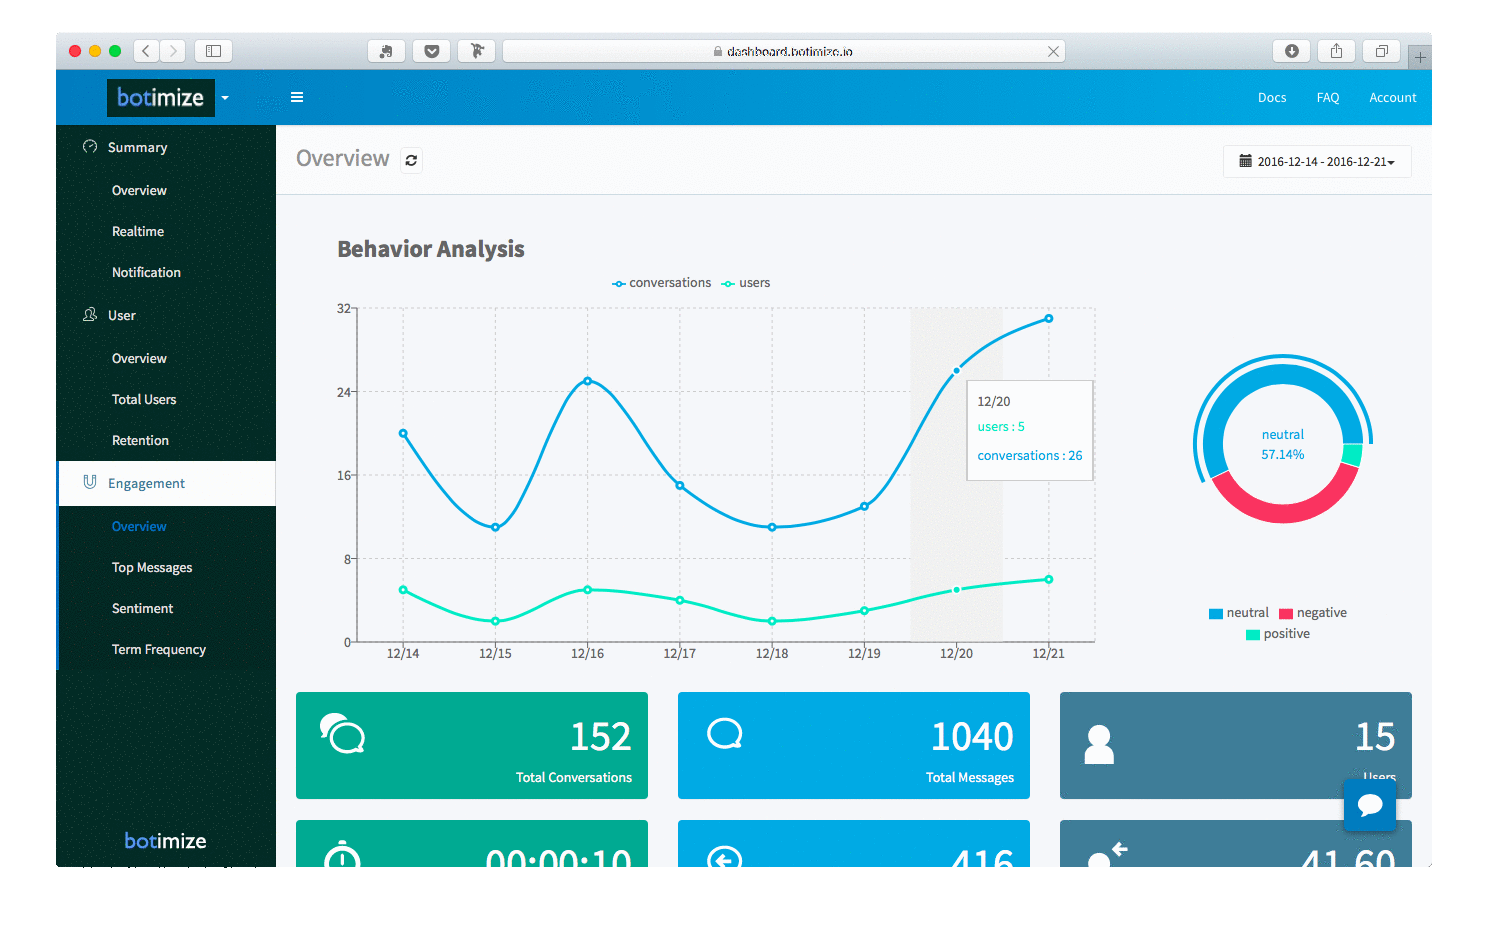 dashboard.botimize.io
botimize
Docs FAQ Account
Summary
Overview
Realtime
Notification
User
Overview
Total Users
Retention
Engagement
Overview
Top Messages
Sentiment
Term Frequency
botimize
Overview
2016-12-14 - 2016-12-21
Behavior Analysis
conversations users
32
24
16
8
0
12/14 12/15 12/16 12/17 12/18 12/19 12/20 12/21
12/20
users : 5
conversations : 26
neutral
57.14%
neutral negative
positive
152
Total Conversations
1040
Total Messages
15
Users
00:00:10
416
41.60